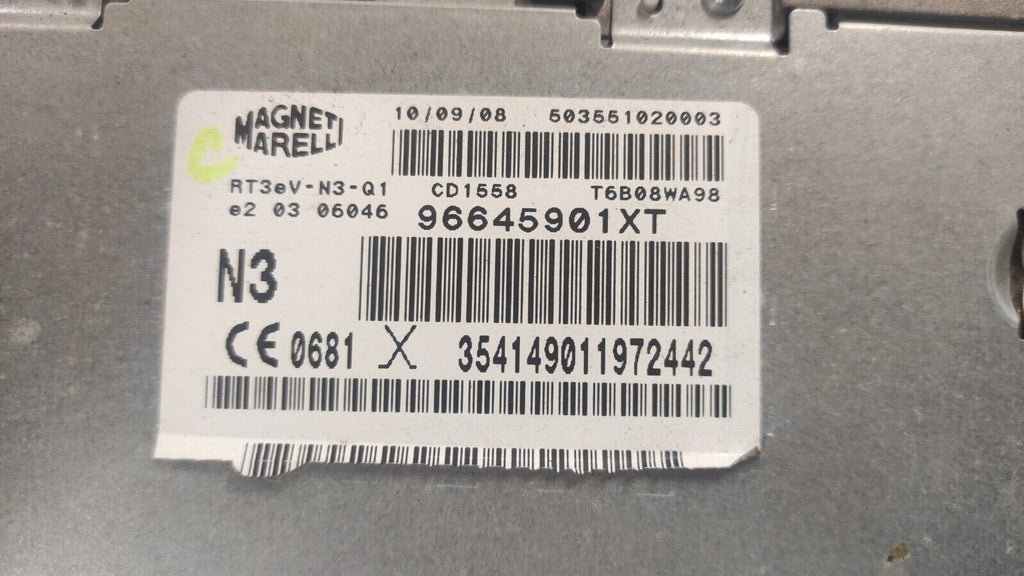 C
MAGNETI
MARELLI
10/09/08 503551020003
RT3eV-N3-Q1 CD1558 T6B08WA98
e2 03 06046 96645901XT
N3
CE 0681 X 354149011972442